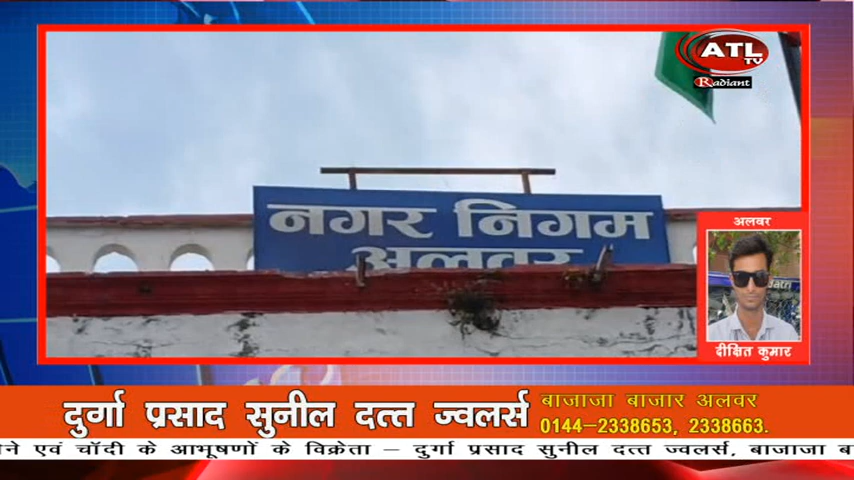 ATL
TV
Radiant
नगर निगम
अलवर
अलवर
दीक्षित कुमार
दुर्गा प्रसाद सुनील दत्त ज्वलर्स
बाजाजा बाजार अलवर
0144–2338653, 2338663.
एवं चॉदी के आभूषणों के विक्रेता – दुर्गा प्रसाद सुनील दत्त ज्वलर्स, बाजाजा